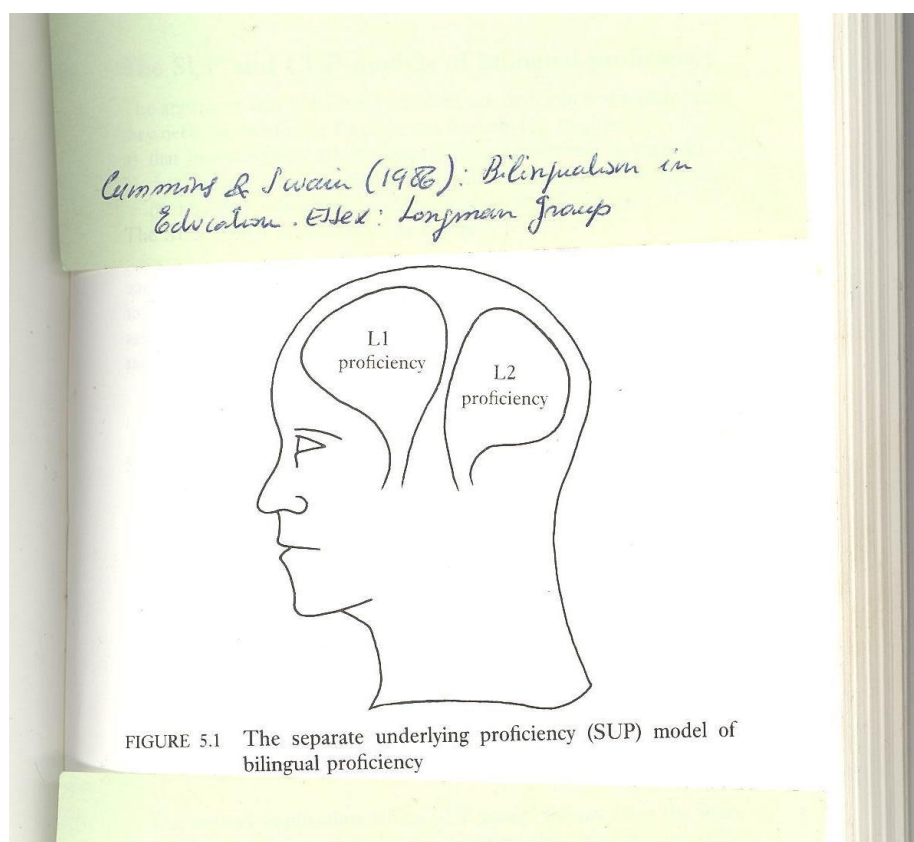 Cummins & Swain (1986): Bilingualism in
Education. Essex: Longman Group
L1
proficiency
L2
proficiency
FIGURE 5.1 The separate underlying proficiency (SUP) model of
bilingual proficiency